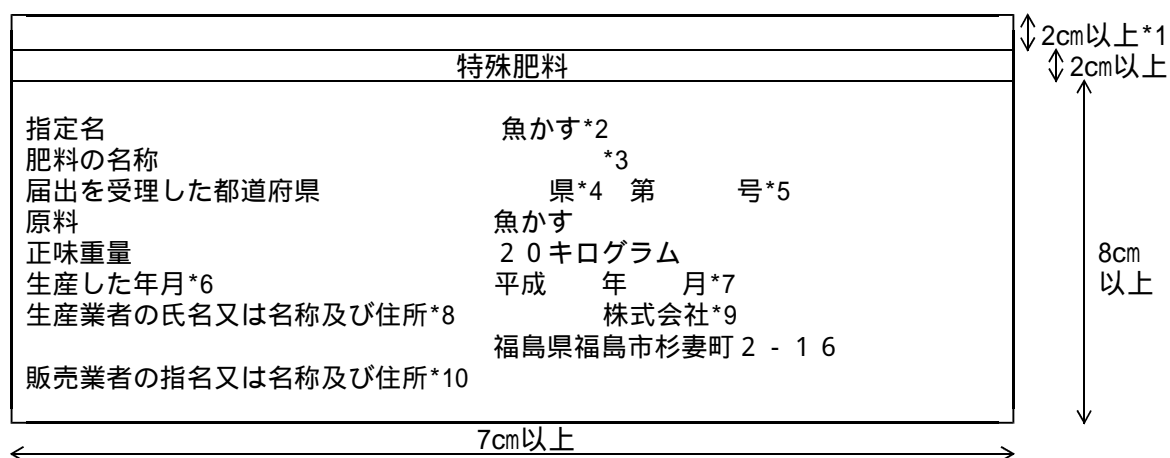 2cm以上*1
特殊肥料 2cm以上
指定名 魚かす*2
肥料の名称 *3
届出を受理した都道府県 県*4 第 号*5
原料 魚かす
正味重量 20キログラム 8cm
生産した年月*6 平成 年 月*7 以上
生産業者の氏名又は名称及び住所*8 株式会社*9
福島県福島市杉妻町2-16
販売業者の指名又は名称及び住所*10
7cm以上